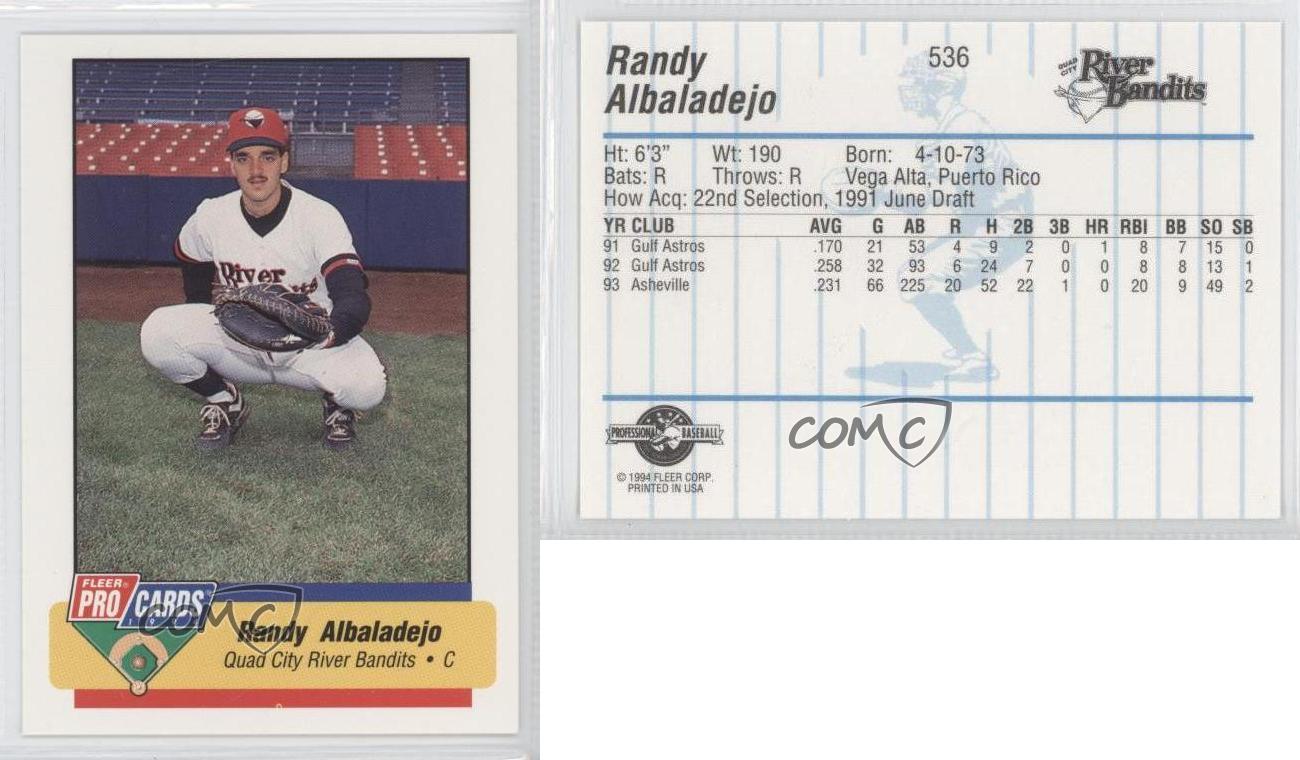 River
Bandits
FLEER®
PRO CARDS®
COMC
Randy Albaladejo
Quad City River Bandits • C
Randy
Albaladejo
536
QUAD CITY
River
Bandits
Ht: 6'3" Wt: 190 Born: 4-10-73
Bats: R Throws: R Vega Alta, Puerto Rico
How Acq: 22nd Selection, 1991 June Draft
YR CLUB AVG G AB R H 2B 3B HR RBI BB SO SB
91 Gulf Astros .170 21 53 4 9 2 0 1 8 7 15 0
92 Gulf Astros .258 32 93 6 24 7 0 0 8 8 13 1
93 Asheville .231 66 225 20 52 22 1 0 20 9 49 2
PROFESSIONAL BASEBALL
© 1994 FLEER CORP.
PRINTED IN USA
COMC